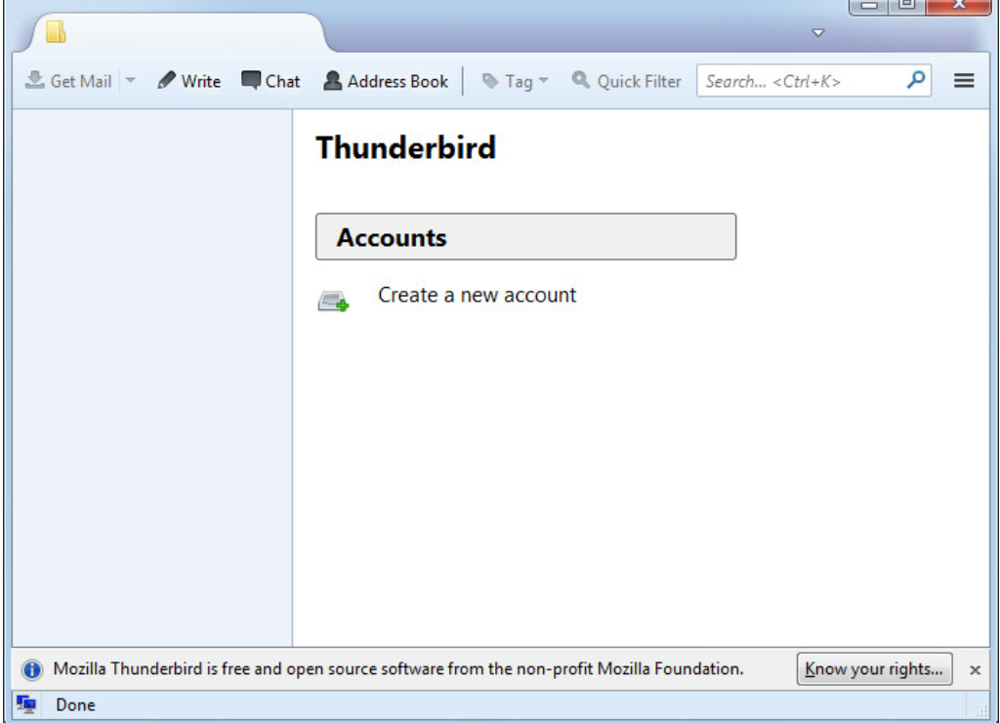 Get Mail Write Chat Address Book Tag Quick Filter Search... <Ctrl+K>
Thunderbird
Accounts
Create a new account
Mozilla Thunderbird is free and open source software from the non-profit Mozilla Foundation. Know your rights...
Done